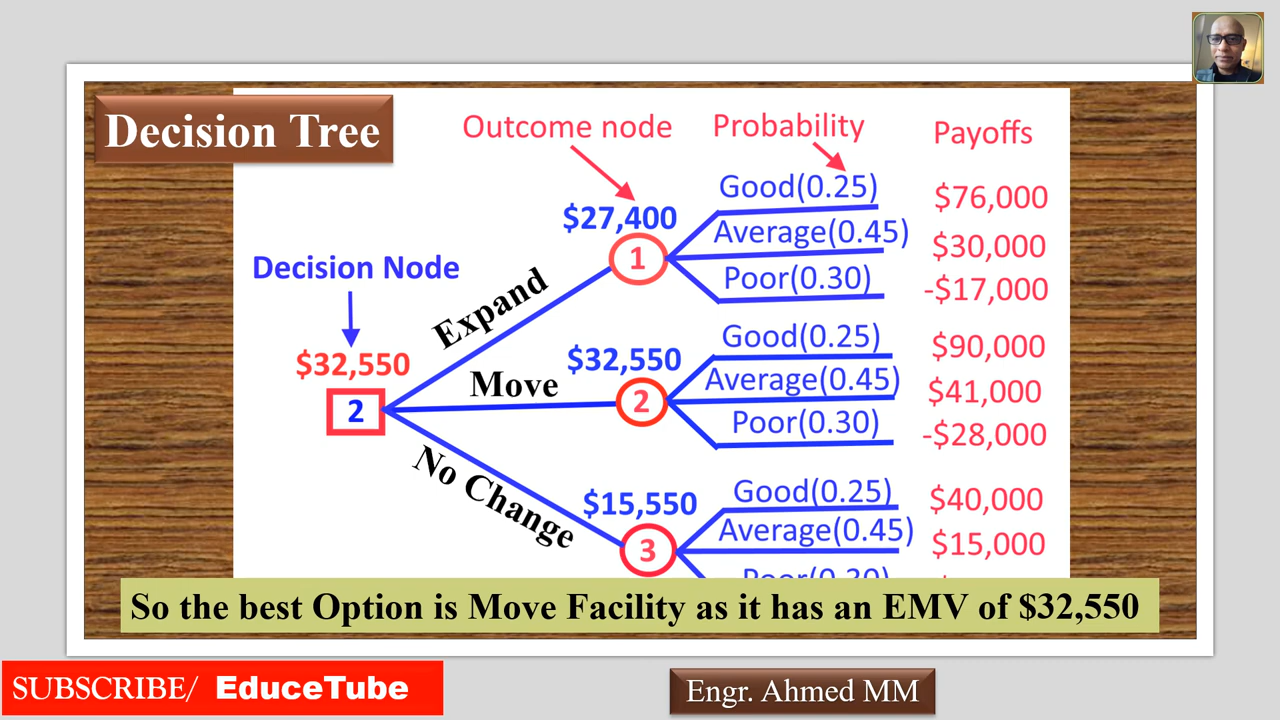 Decision Tree
Outcome node
Probability
Payoffs
Good(0.25)
$76,000
$27,400
Average(0.45)
$30,000
1
Decision Node
Poor(0.30)
-$17,000
Expand
Good(0.25)
$90,000
$32,550
$32,550
Move
Average(0.45)
$41,000
2
2
Poor(0.30)
-$28,000
No Change
Good(0.25)
$40,000
$15,550
Average(0.45)
$15,000
3
Poor(0.30)
So the best Option is Move Facility as it has an EMV of $32,550
SUBSCRIBE/ EduceTube
Engr. Ahmed MM